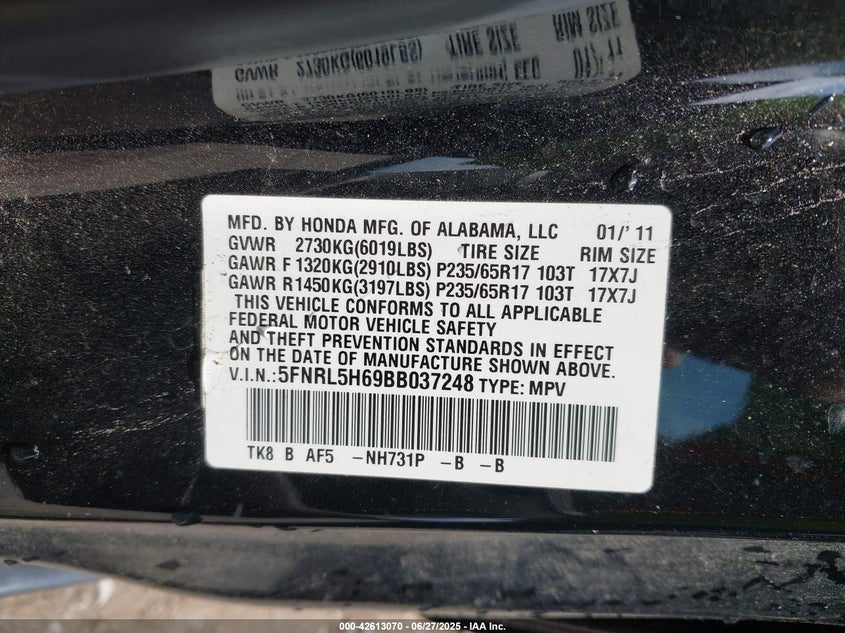 MFD. BY HONDA MFG. OF ALABAMA, LLC 01/' 11
GVWR 2730KG(6019LBS) TIRE SIZE RIM SIZE
GAWR F 1320KG(2910LBS) P235/65R17 103T 17X7J
GAWR R1450KG(3197LBS) P235/65R17 103T 17X7J
THIS VEHICLE CONFORMS TO ALL APPLICABLE
FEDERAL MOTOR VEHICLE SAFETY
AND THEFT PREVENTION STANDARDS IN EFFECT
ON THE DATE OF MANUFACTURE SHOWN ABOVE.
V.I.N.:5FNRL5H69BB037248 TYPE: MPV
TK8 B AF5 -NH731P -B -B
000-42613070 - 06/27/2025 - IAA Inc.